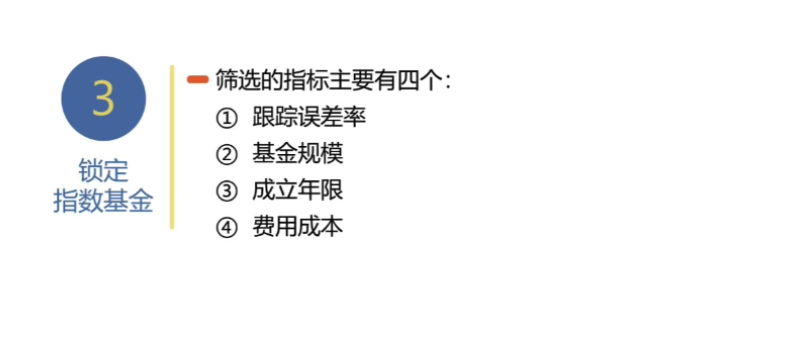 3
锁定
指数基金
筛选的指标主要有四个：
① 跟踪误差率
② 基金规模
③ 成立年限
④ 费用成本